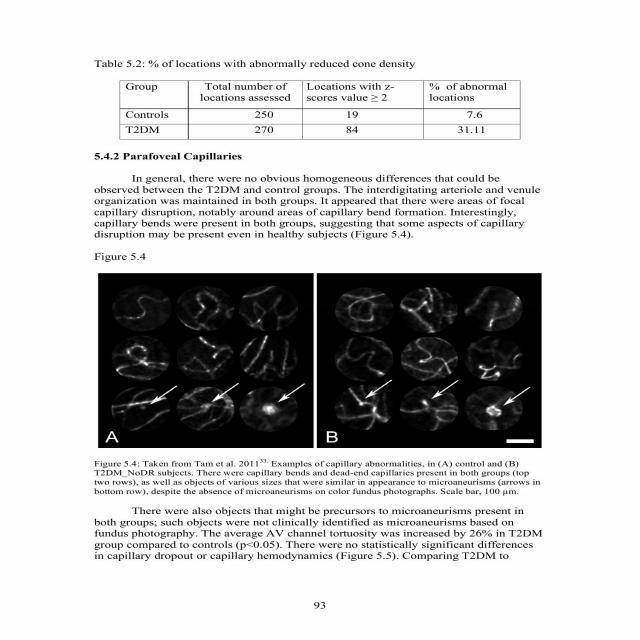 Table 5.2: % of locations with abnormally reduced cone density
Group Total number of locations assessed Locations with z-scores value ≥ 2 % of abnormal locations
Controls 250 19 7.6
T2DM 270 84 31.11
5.4.2 Parafoveal Capillaries
In general, there were no obvious homogeneous differences that could be
observed between the T2DM and control groups. The interdigitating arteriole and venule
organization was maintained in both groups. It appeared that there were areas of focal
capillary disruption, notably around areas of capillary bend formation. Interestingly,
capillary bends were present in both groups, suggesting that some aspects of capillary
disruption may be present even in healthy subjects (Figure 5.4).
Figure 5.4
A B
Figure 5.4: Taken from Tam et al. 2011³³. Examples of capillary abnormalities, in (A) control and (B)
T2DM_NoDR subjects. There were capillary bends and dead-end capillaries present in both groups (top
two rows), as well as objects of various sizes that were similar in appearance to microaneurisms (arrows in
bottom row), despite the absence of microaneurisms on color fundus photographs. Scale bar, 100 µm.
There were also objects that might be precursors to microaneurisms present in
both groups; such objects were not clinically identified as microaneurisms based on
fundus photography. The average AV channel tortuosity was increased by 26% in T2DM
group compared to controls (p<0.05). There were no statistically significant differences
in capillary dropout or capillary hemodynamics (Figure 5.5). Comparing T2DM to
93